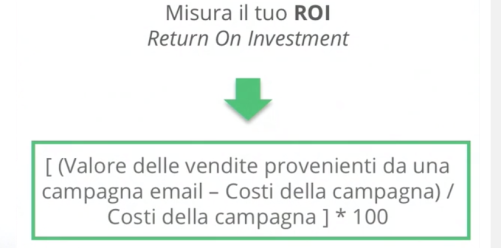 Misura il tuo ROI
Return On Investment
[ (Valore delle vendite provenienti da una
campagna email – Costi della campagna) /
Costi della campagna ] * 100